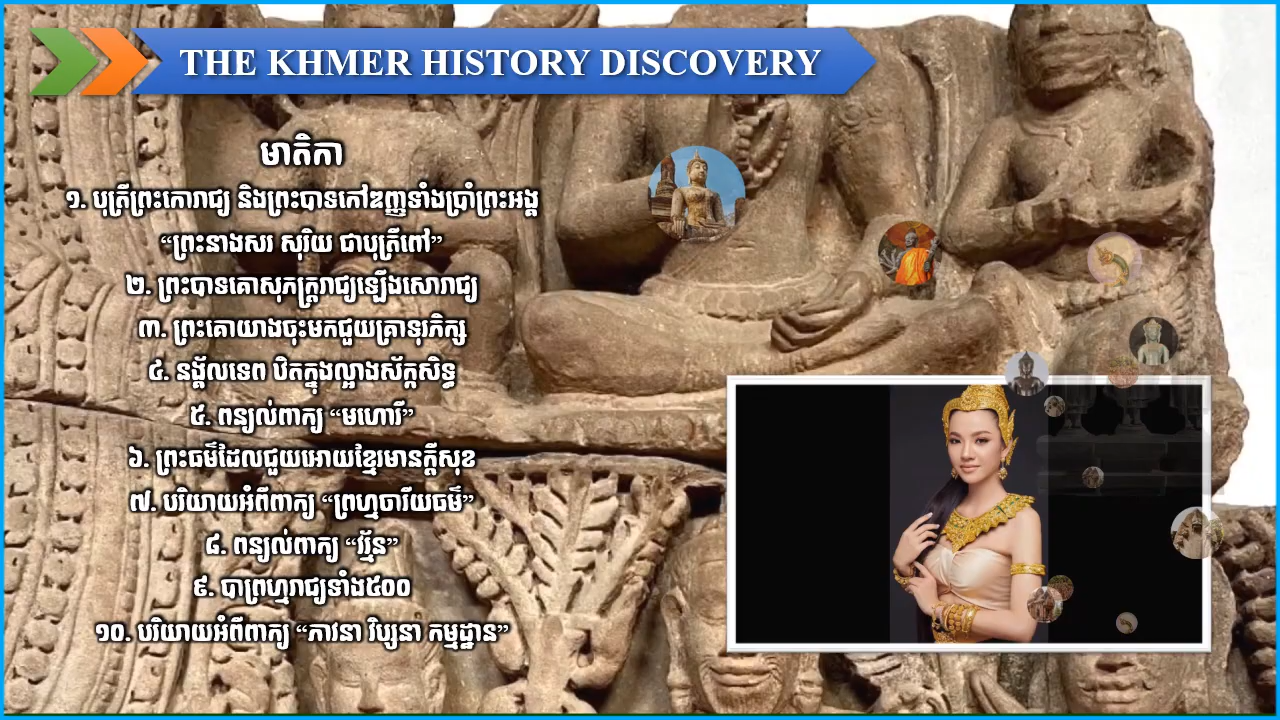 THE KHMER HISTORY DISCOVERY
មាតិកា
១. បុត្រីព្រះគោរាជ្យ និងព្រះបាទកៅឌញ្ញទាំងប្រាំព្រះអង្គ
“ព្រះនាងសរ សុរិយ ជាបុត្រីពៅ”
២. ព្រះបាទគោសុភក្ត្ររាជ្យឡើងសោរាជ្យ
៣. ព្រះគោយាងចុះមកជួយគ្រាទុរភិក្ស
៤. នង្គ័លទេព ឋិតក្នុងល្អាងស័ក្កសិទ្ធ
៥. ពន្យល់ពាក្យ “មហោរី”
៦. ព្រះធម៌ដែលជួយអោយខ្មែរមានក្ដីសុខ
៧. បរិយាយអំពីពាក្យ “ព្រហ្មចារីយធម៌”
៨. ពន្យល់ពាក្យ “វរ្ម័ន”
៩. បាព្រហ្មរាជ្យទាំង៥០០
១០. បរិយាយអំពីពាក្យ “ភាវនា វិប្សនា កម្មដ្ឋាន”